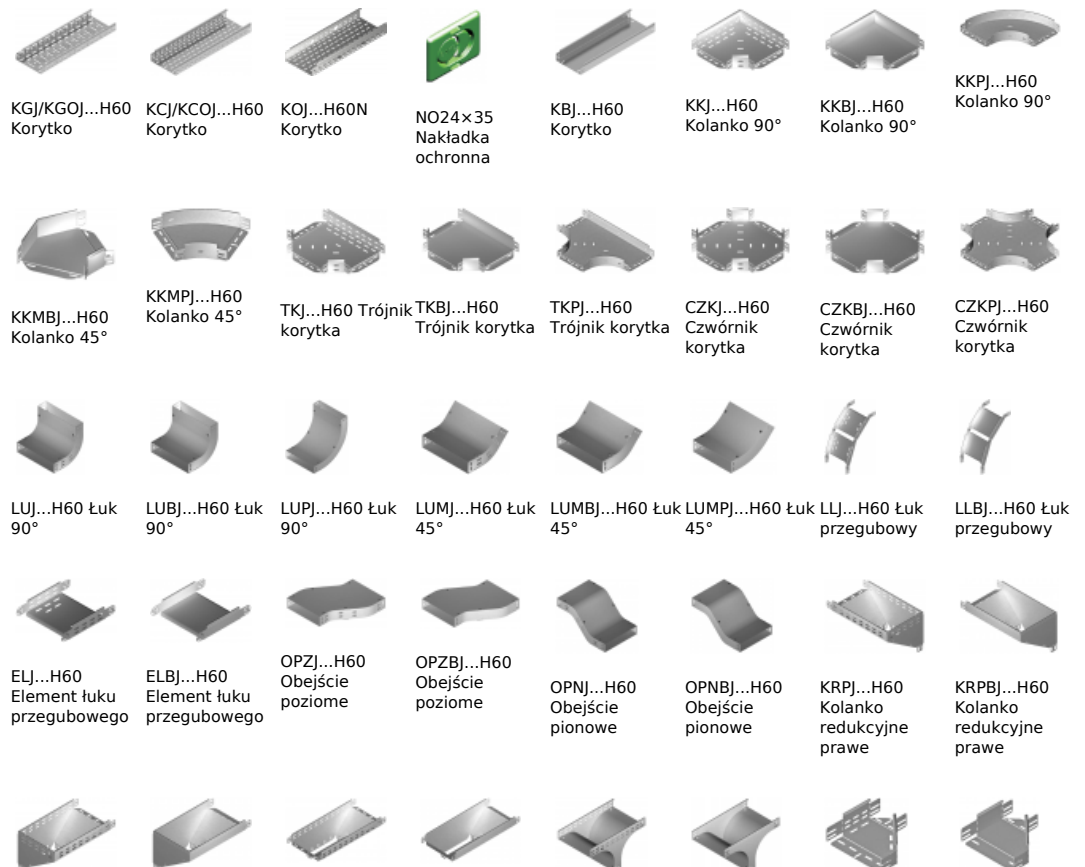 KGJ/KGOJ...H60
Korytko
KCJ/KCOJ...H60
Korytko
KOJ...H60N
Korytko
NO24×35
Nakładka
ochronna
KBJ...H60
Korytko
KKJ...H60
Kolanko 90°
KKBJ...H60
Kolanko 90°
KKPJ...H60
Kolanko 90°
KKMBJ...H60
Kolanko 45°
KKMPJ...H60
Kolanko 45°
TKJ...H60 Trójnik
korytka
TKBJ...H60
Trójnik korytka
TKPJ...H60
Trójnik korytka
CZKJ...H60
Czwórnik
korytka
CZKBJ...H60
Czwórnik
korytka
CZKPJ...H60
Czwórnik
korytka
LUJ...H60 Łuk
90°
LUBJ...H60 Łuk
90°
LUPJ...H60 Łuk
90°
LUMJ...H60 Łuk
45°
LUMBJ...H60 Łuk
45°
LUMPJ...H60 Łuk
45°
LLJ...H60 Łuk
przegubowy
LLBJ...H60 Łuk
przegubowy
ELJ...H60
Element łuku
przegubowego
ELBJ...H60
Element łuku
przegubowego
OPZJ...H60
Obejście
poziome
OPZBJ...H60
Obejście
poziome
OPNJ...H60
Obejście
pionowe
OPNBJ...H60
Obejście
pionowe
KRPJ...H60
Kolanko
redukcyjne
prawe
KRPBJ...H60
Kolanko
redukcyjne
prawe